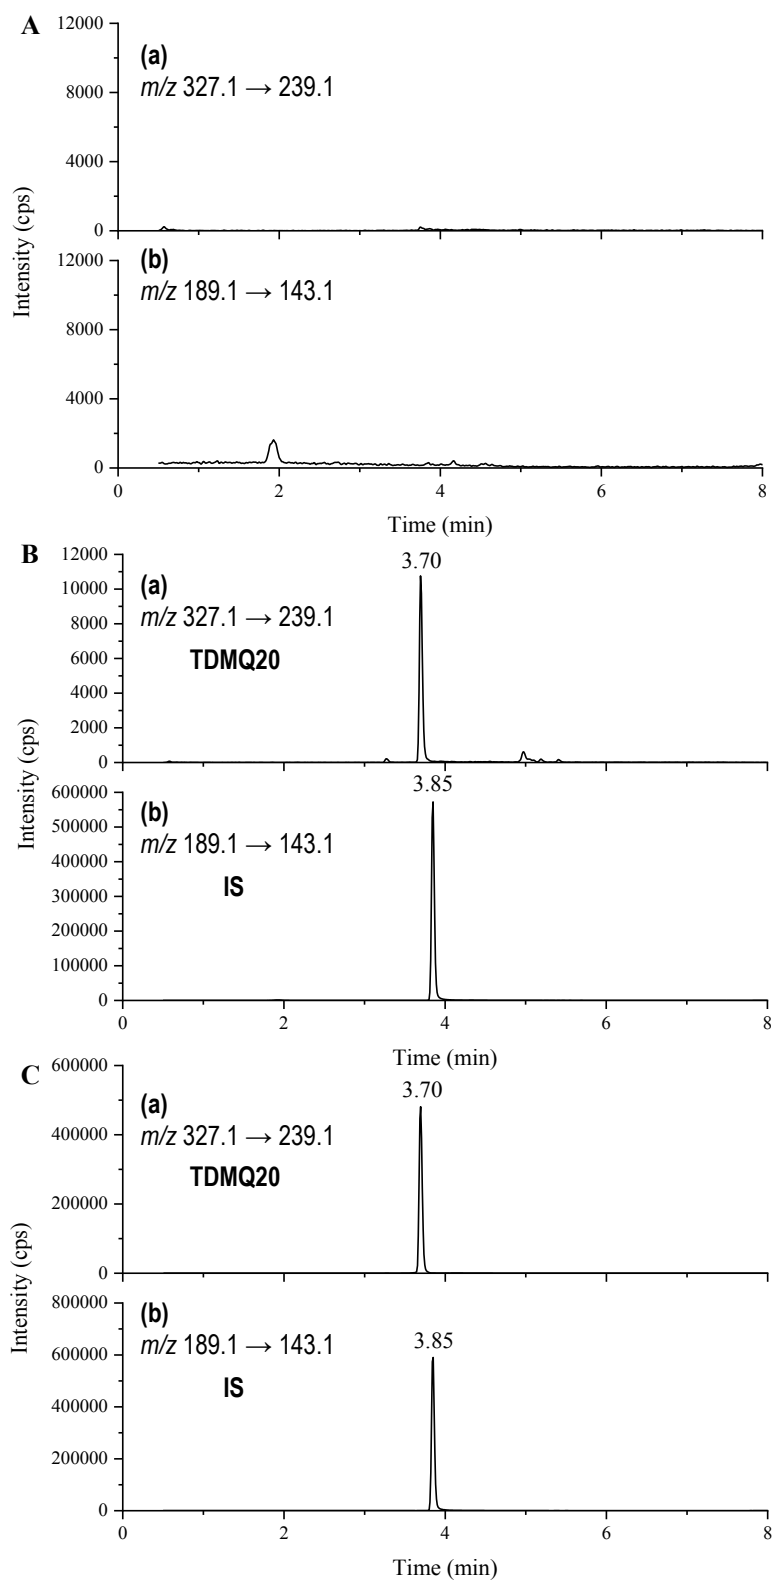 A
12000
(a)
m/z 327.1 → 239.1
8000
4000
0
Intensity (cps)
12000
(b)
m/z 189.1 → 143.1
8000
4000
0
0 2 4 6 8
Time (min)
B
12000
3.70
(a)
10000
m/z 327.1 → 239.1
8000
TDMQ20
6000
4000
2000
0
Intensity (cps)
600000
3.85
(b)
500000
m/z 189.1 → 143.1
400000
IS
300000
200000
100000
0
0 2 4 6 8
Time (min)
C
600000
3.70
(a)
m/z 327.1 → 239.1
400000
TDMQ20
200000
0
Intensity (cps)
800000
(b)
m/z 189.1 → 143.1
3.85
600000
IS
400000
200000
0
0 2 4 6 8
Time (min)